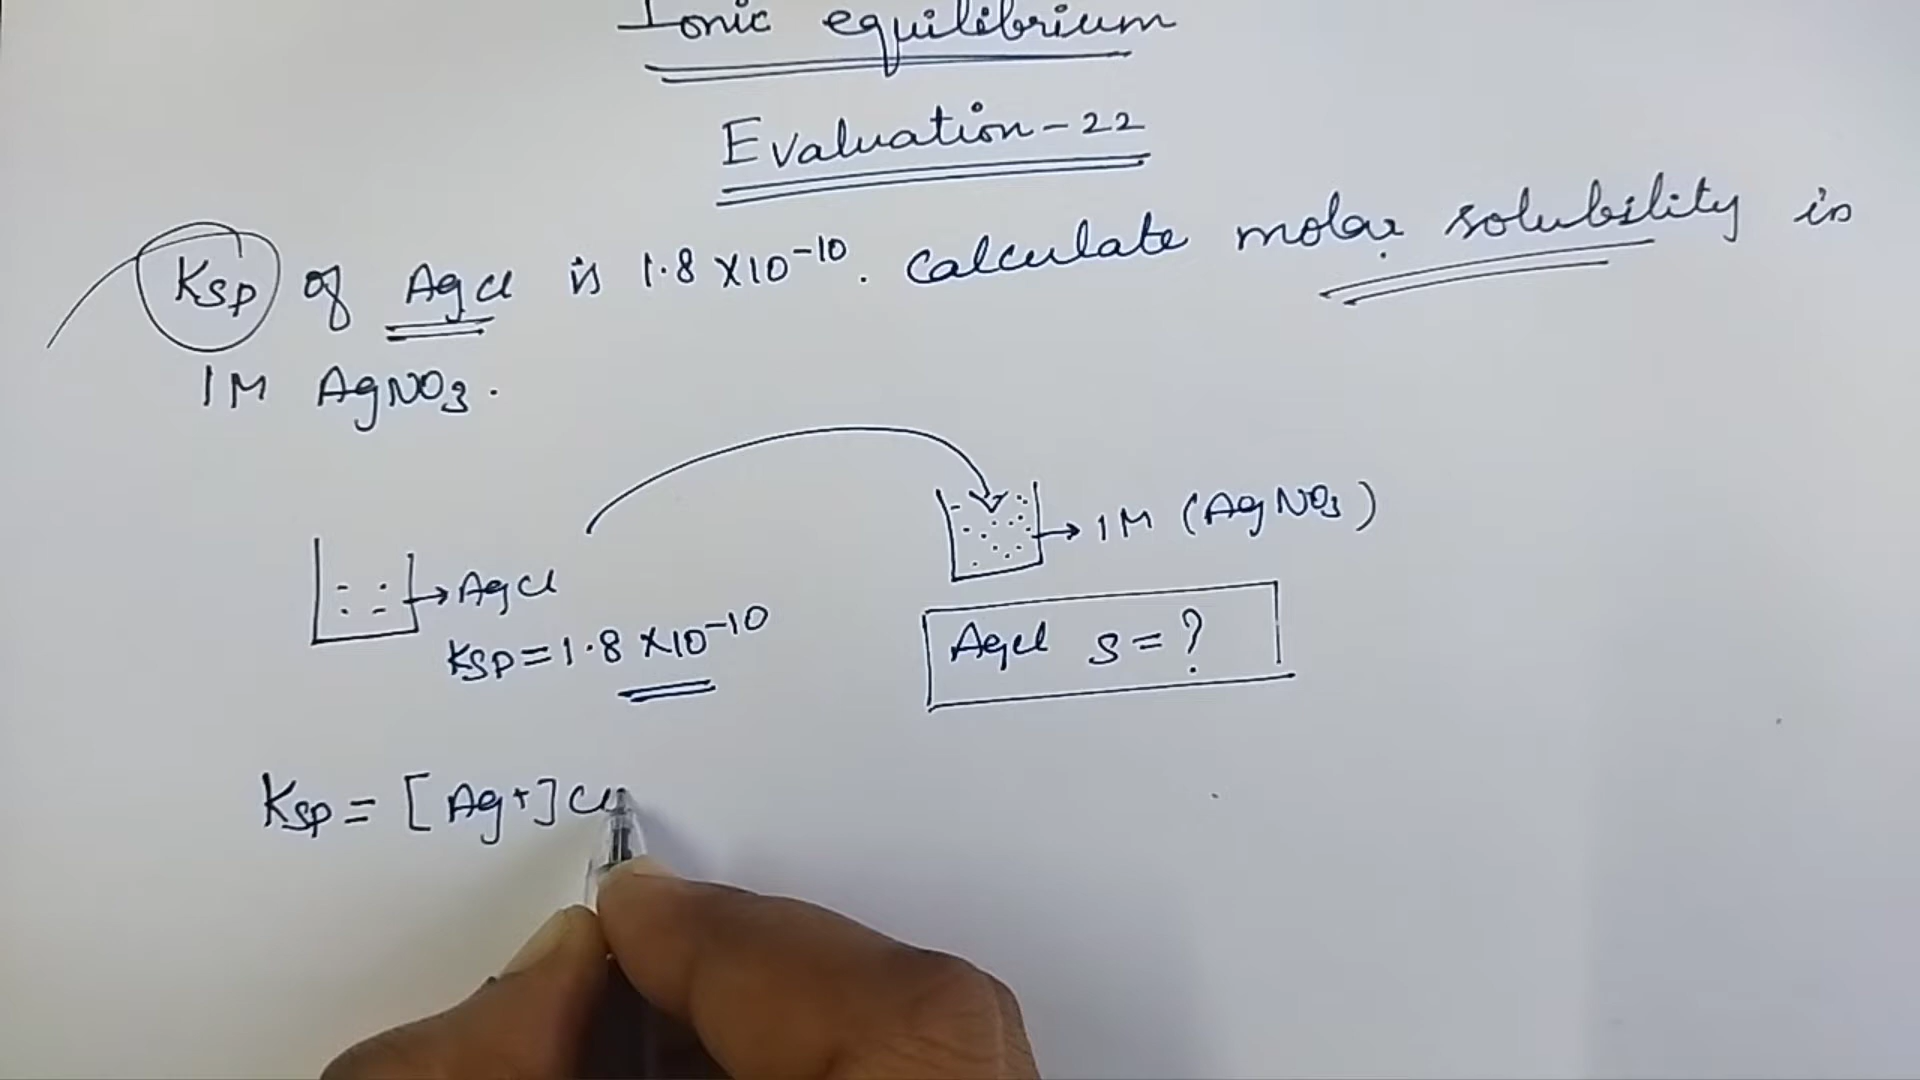 Ionic equilibrium
Evaluation-22
Ksp of AgCl is 1.8 X10⁻¹⁰. Calculate molar solubility in
1M AgNO₃.
→ 1M (AgNO₃)
→ AgCl
Ksp = 1.8 X10⁻¹⁰
AgCl S = ?
Ksp = [Ag+] Cl